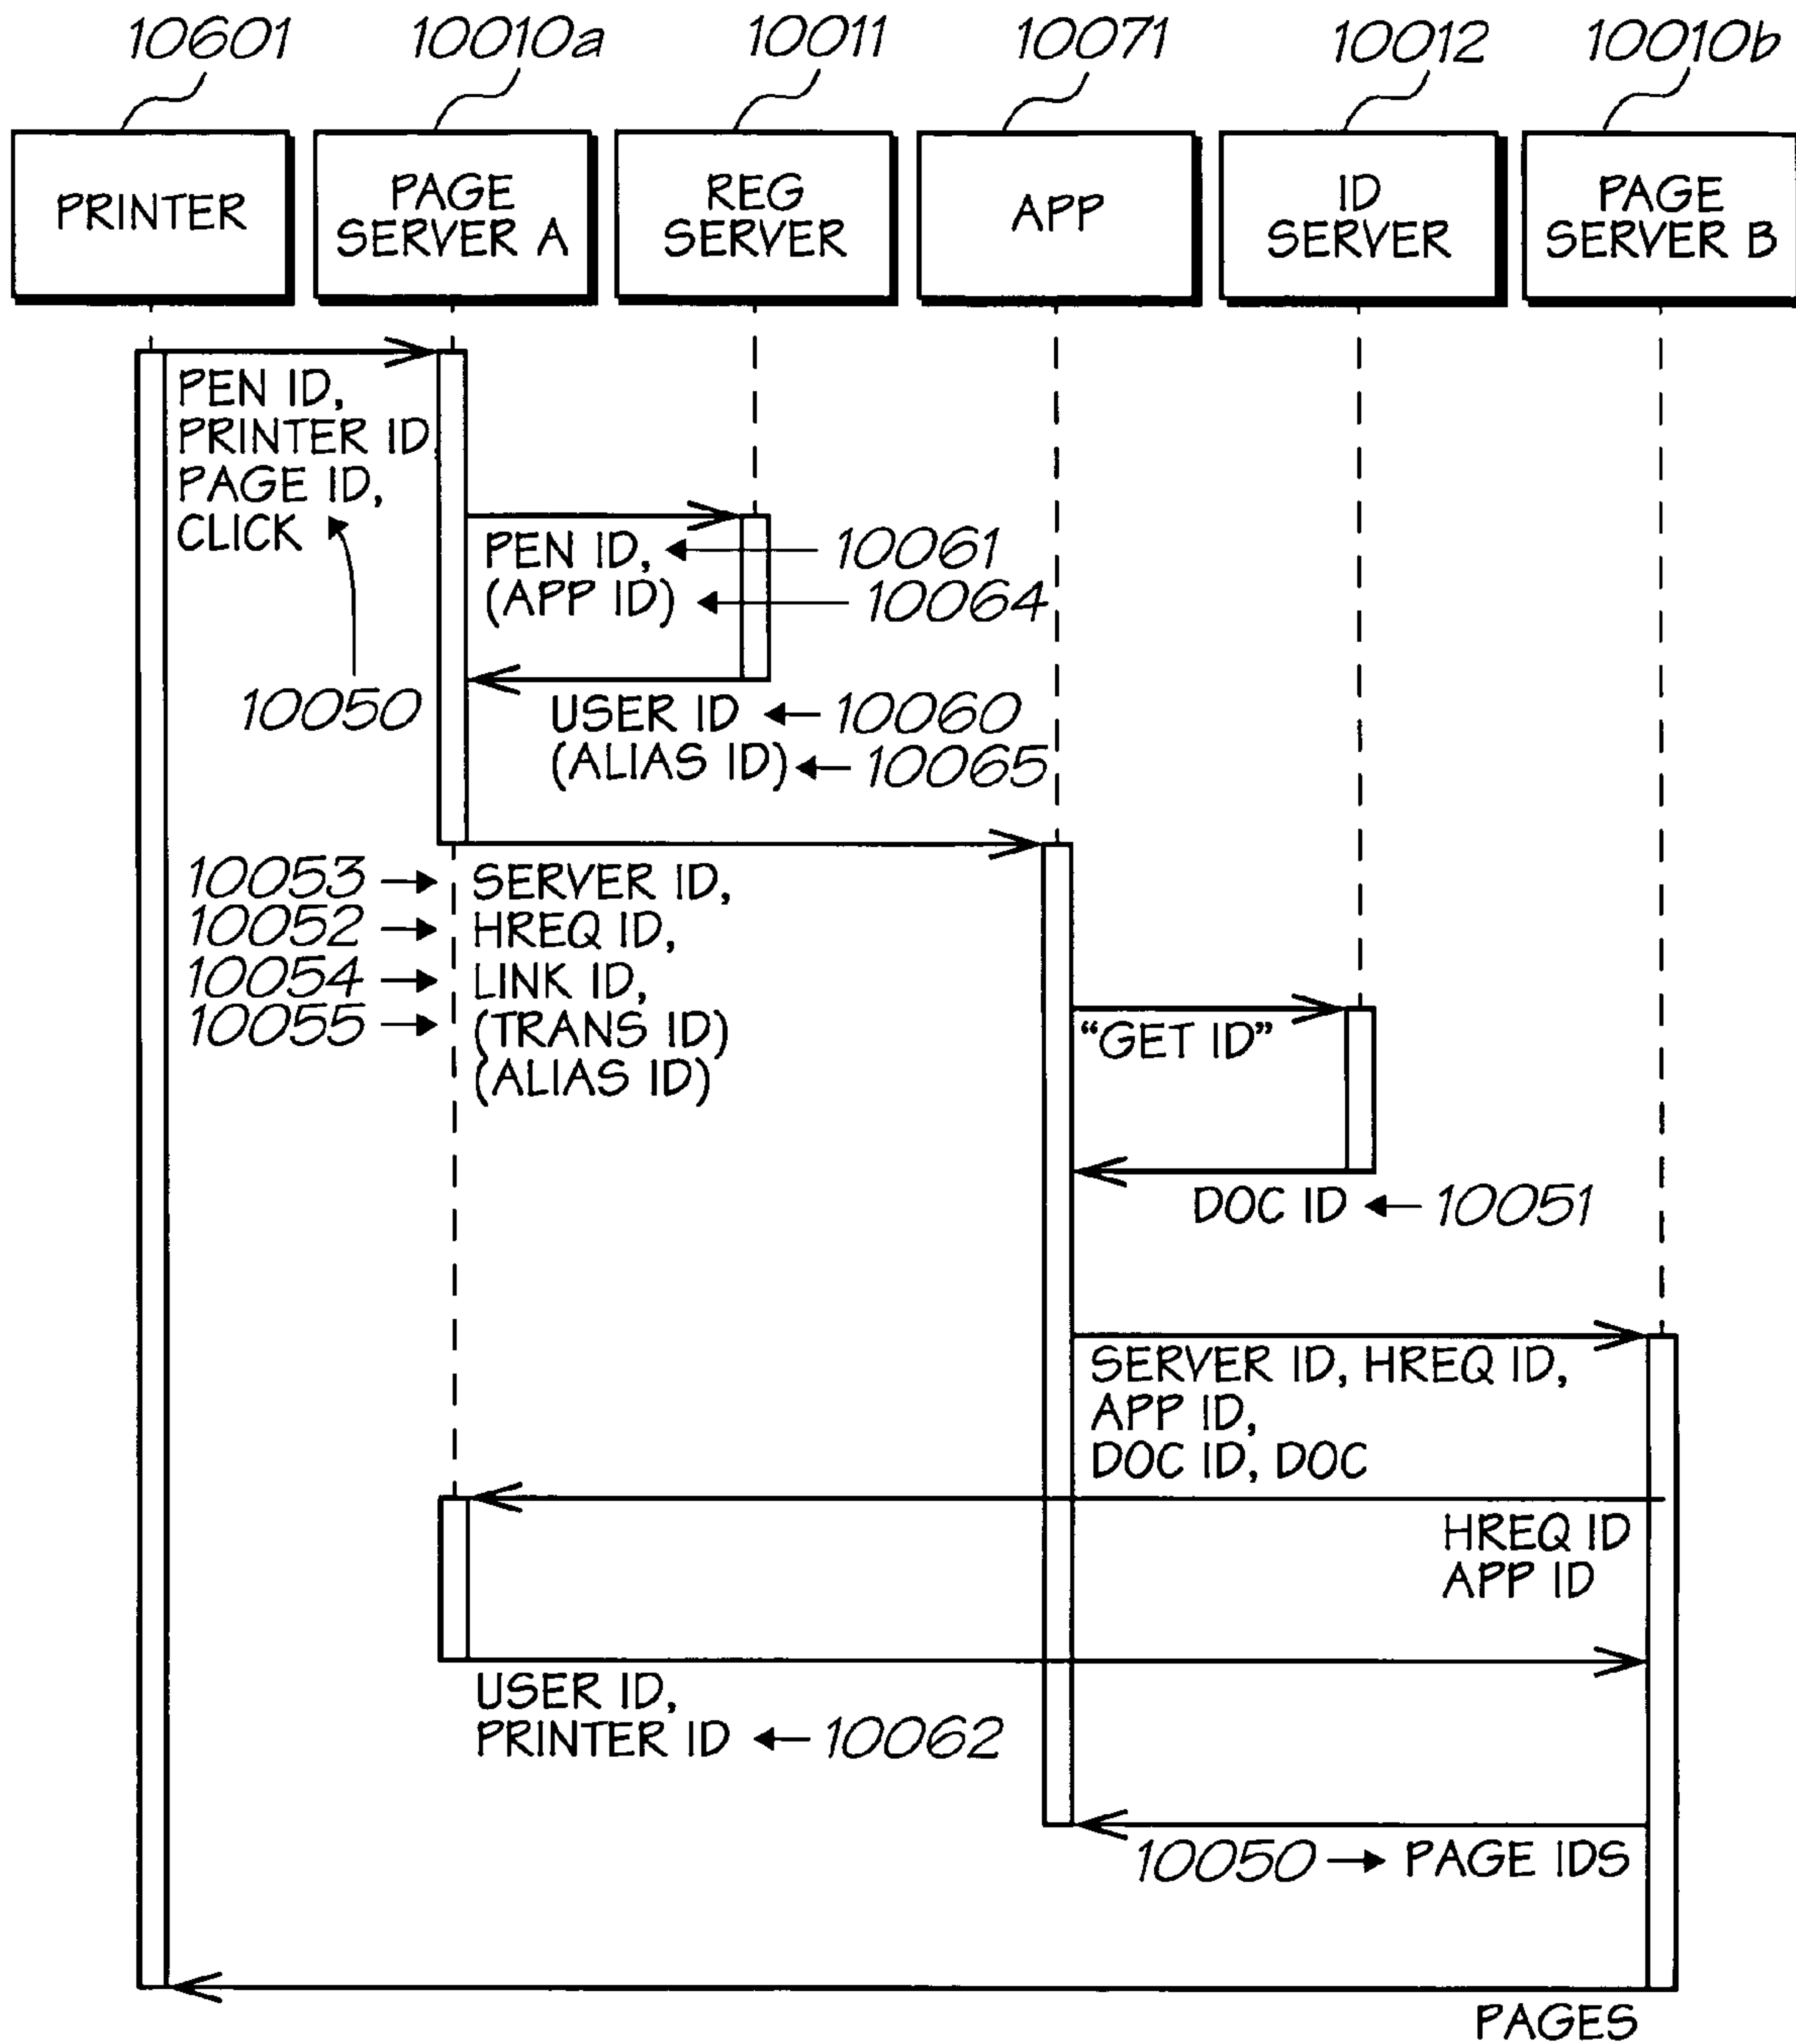 10601 10010a 10011 10071 10012 10010b
PRINTER
PAGE
SERVER A
REG
SERVER
APP
ID
SERVER
PAGE
SERVER B
PEN ID,
PRINTER ID
PAGE ID,
CLICK
10050
PEN ID, 10061
(APP ID) 10064
USER ID 10060
(ALIAS ID) 10065
10053 SERVER ID,
10052 HREQ ID,
10054 LINK ID,
10055 (TRANS ID)
(ALIAS ID)
“GET ID”
DOC ID 10051
SERVER ID, HREQ ID,
APP ID,
DOC ID, DOC
HREQ ID
APP ID
USER ID,
PRINTER ID 10062
10050 PAGE IDS
PAGES